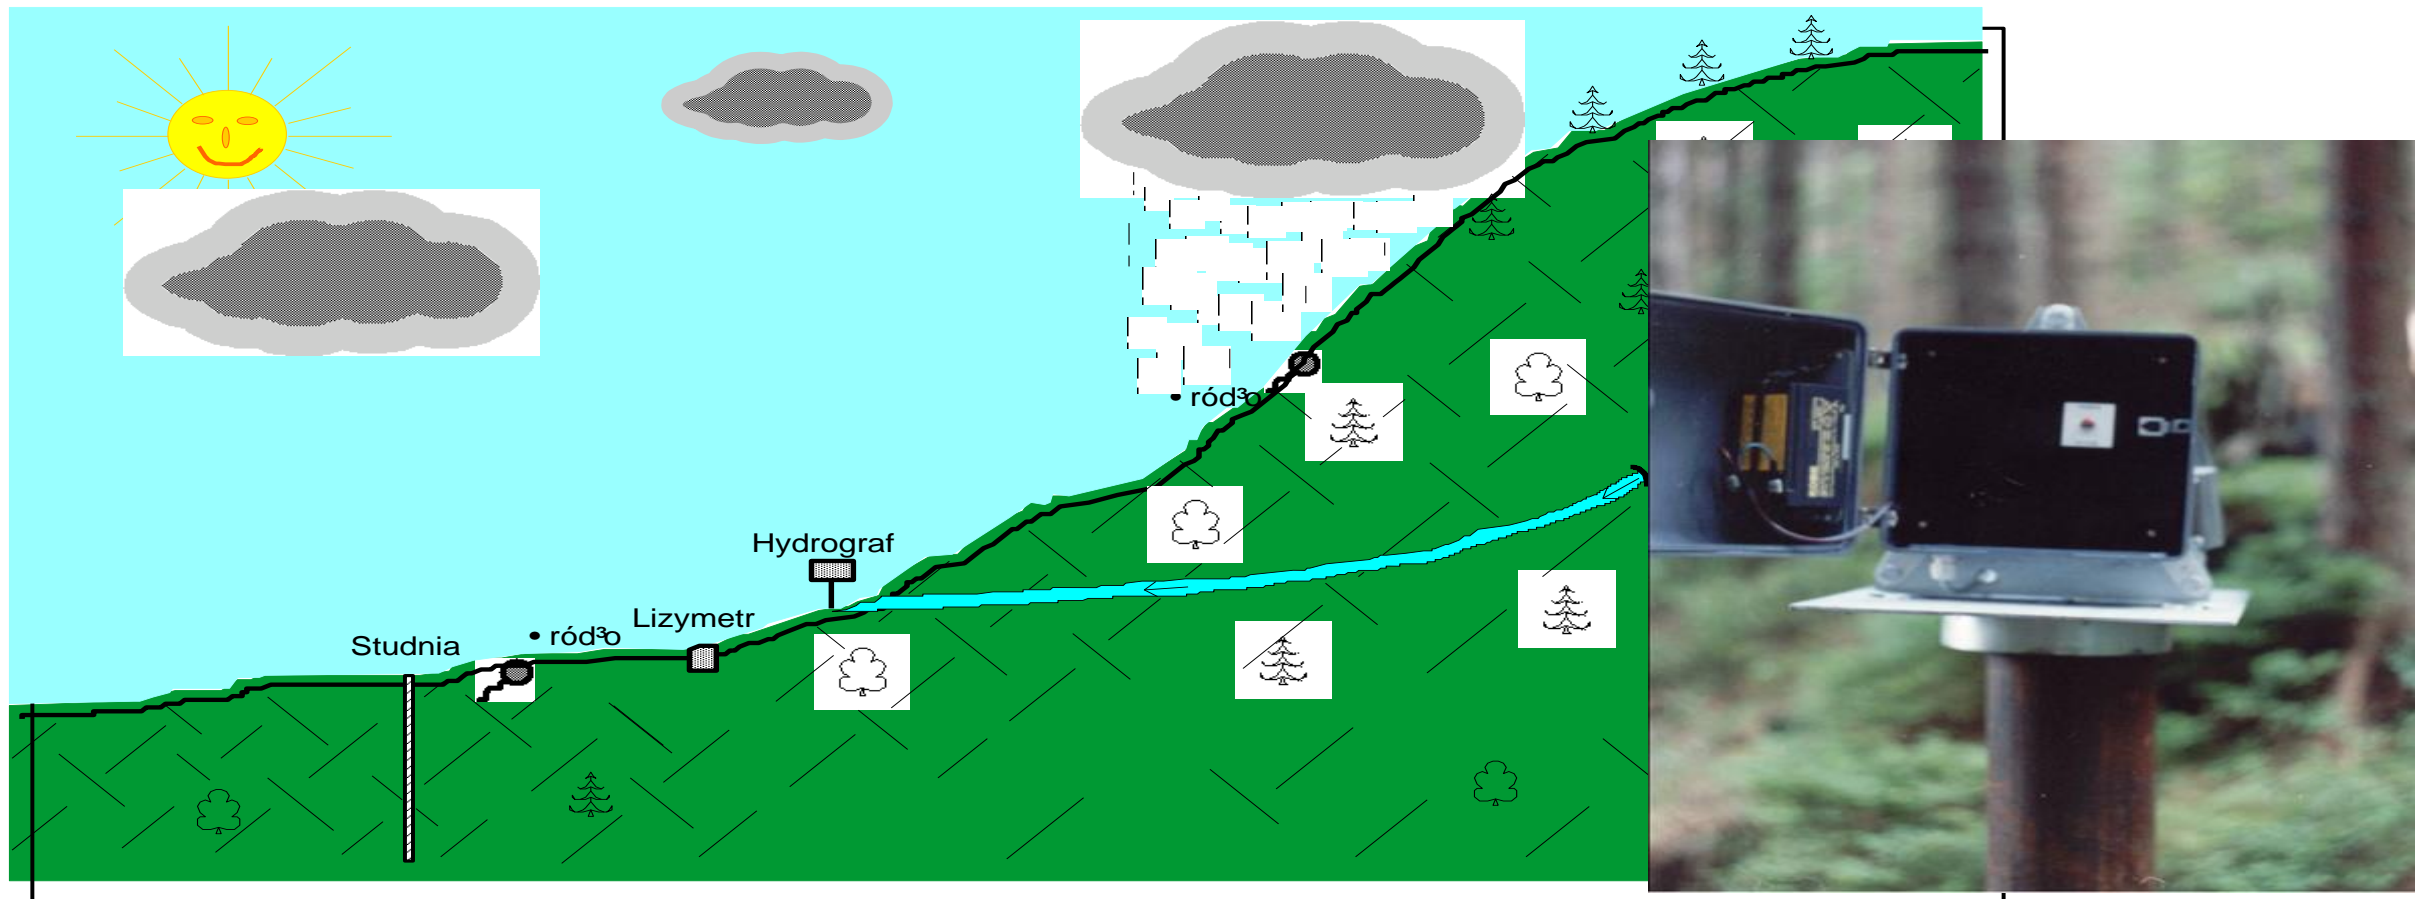 • ród³o
Hydrograf
Lizymetr
• ród³o
Studnia